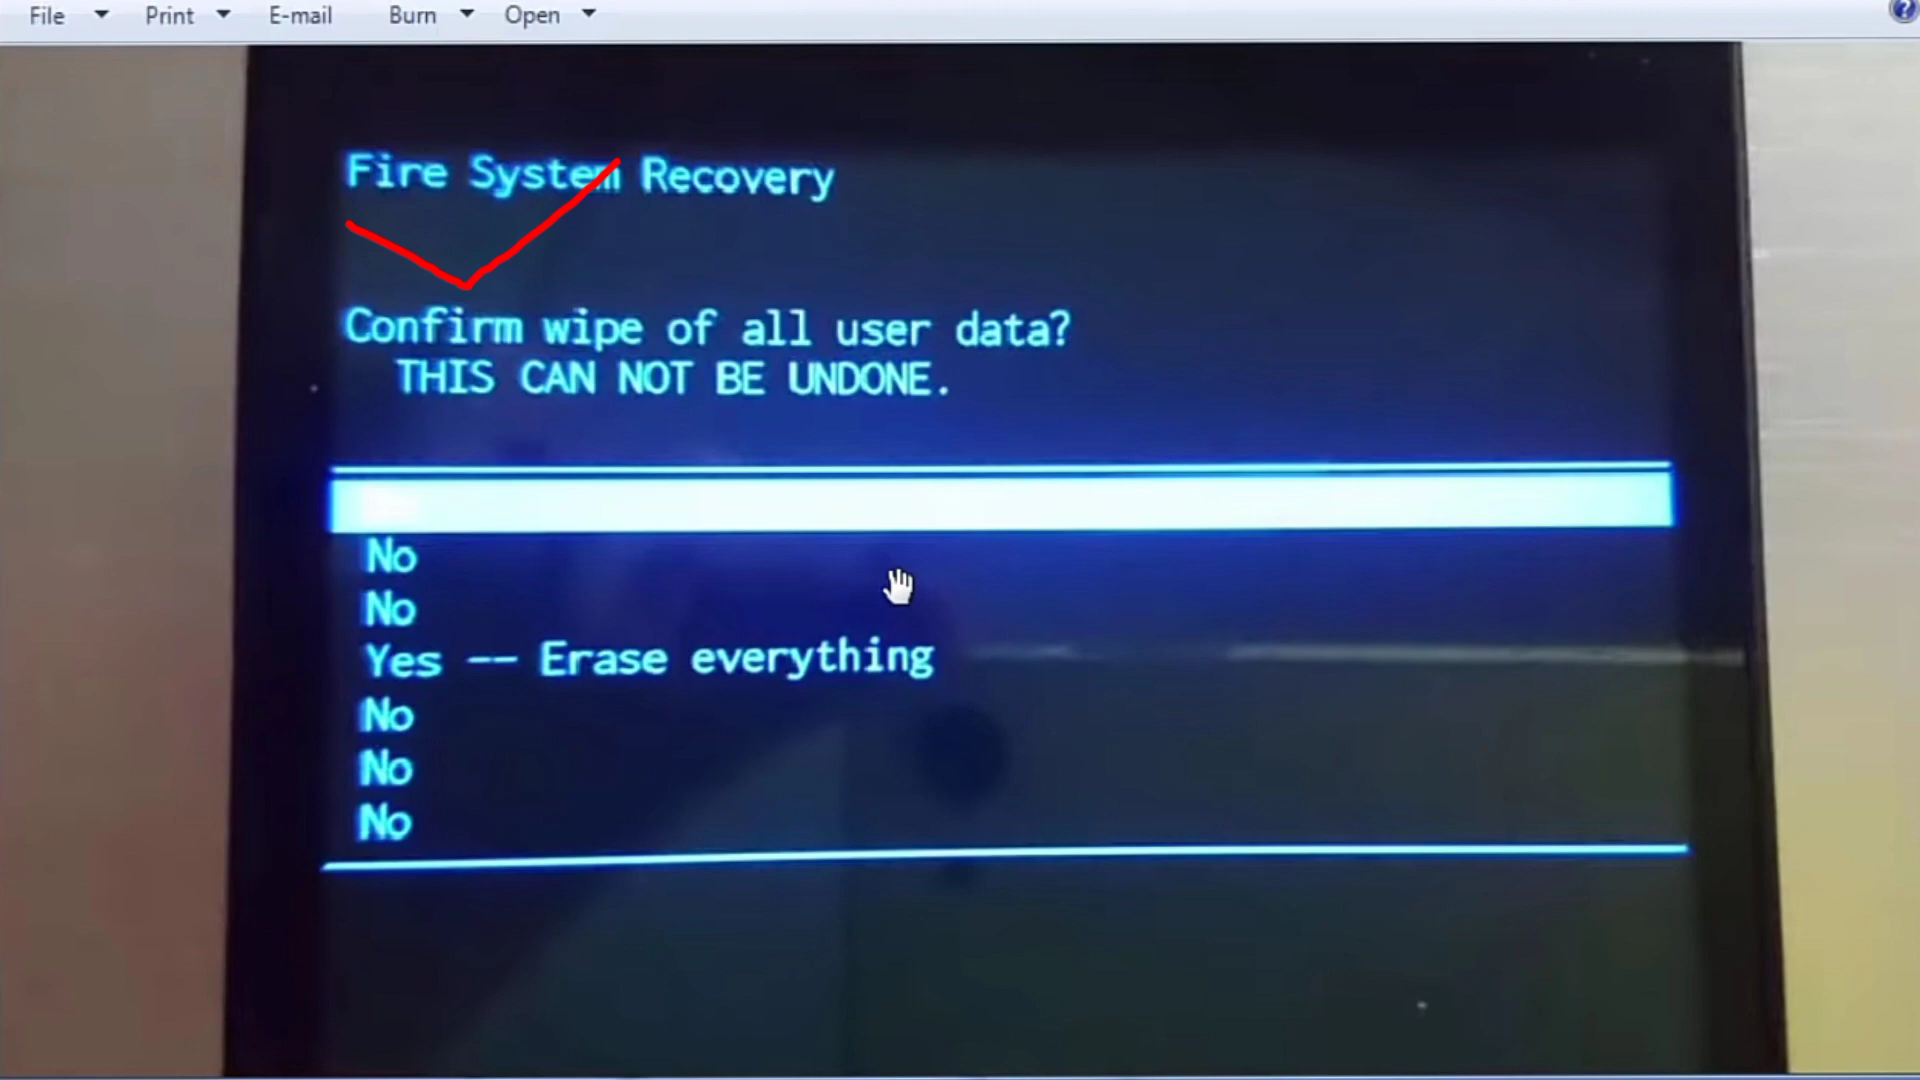 File Print E-mail Burn Open
Fire System Recovery
Confirm wipe of all user data?
THIS CAN NOT BE UNDONE.
No
No
Yes -- Erase everything
No
No
No